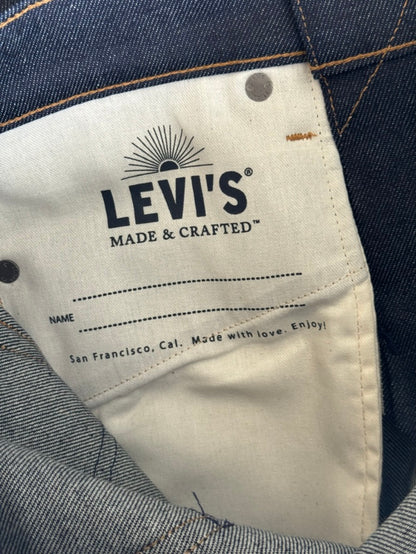 LEVI'S®
MADE & CRAFTED™
NAME
San Francisco, Cal. Made with love. Enjoy!